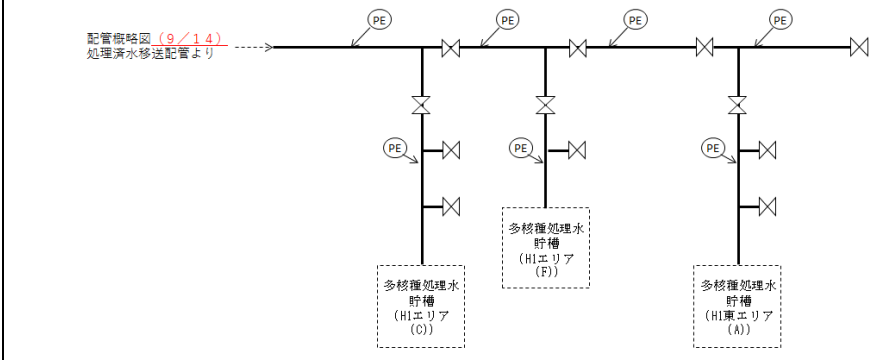 PE
PE
PE
PE
配管概略図(9/14)
処理済水移送配管より
PE
PE
PE
多核種処理水
貯槽
(H1エリア
(F))
多核種処理水
貯槽
(H1エリア
(C))
多核種処理水
貯槽
(H1東エリア
(A))